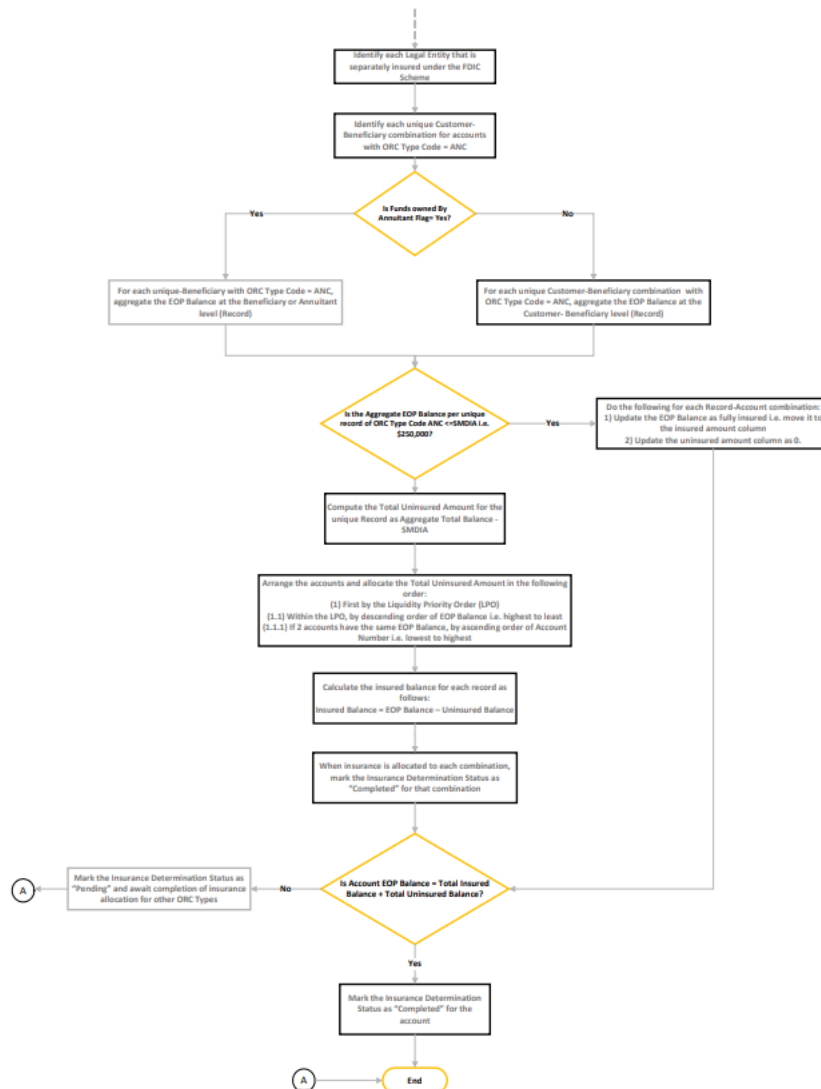 Identify each Legal Entity that is
separately insured under the FDIC
Scheme
Identify each unique Customer-
Beneficiary combination for accounts
with ORC Type Code = ANC
Is Funds owned By
Annuitant Flag= Yes?
Yes
No
For each unique-Beneficiary with ORC Type Code = ANC,
aggregate the EOP Balance at the Beneficiary or Annuitant
level (Record)
For each unique Customer-Beneficiary combination with
ORC Type Code = ANC, aggregate the EOP Balance at the
Customer- Beneficiary level (Record)
Is the Aggregate EOP Balance per unique
record of ORC Type Code ANC <=SMDIA i.e.
$250,000?
Yes
Do the following for each Record-Account combination:
1) Update the EOP Balance as fully insured i.e. move it to
the insured amount column
2) Update the uninsured amount column as 0.
Compute the Total Uninsured Amount for the
unique Record as Aggregate Total Balance -
SMDIA
Arrange the accounts and allocate the Total Uninsured Amount in the following
order:
(1) First by the Liquidity Priority Order (LPO)
(1.1) Within the LPO, by descending order of EOP Balance i.e. highest to least
(1.1.1) If 2 accounts have the same EOP Balance, by ascending order of Account
Number i.e. lowest to highest
Calculate the insured balance for each record as
follows:
Insured Balance = EOP Balance – Uninsured Balance
When insurance is allocated to each combination,
mark the Insurance Determination Status as
"Completed" for that combination
Is Account EOP Balance = Total Insured
Balance + Total Uninsured Balance?
No
Mark the Insurance Determination Status as
"Pending" and await completion of insurance
allocation for other ORC Types
A
Yes
Mark the Insurance Determination
Status as "Completed" for the
account
A
End